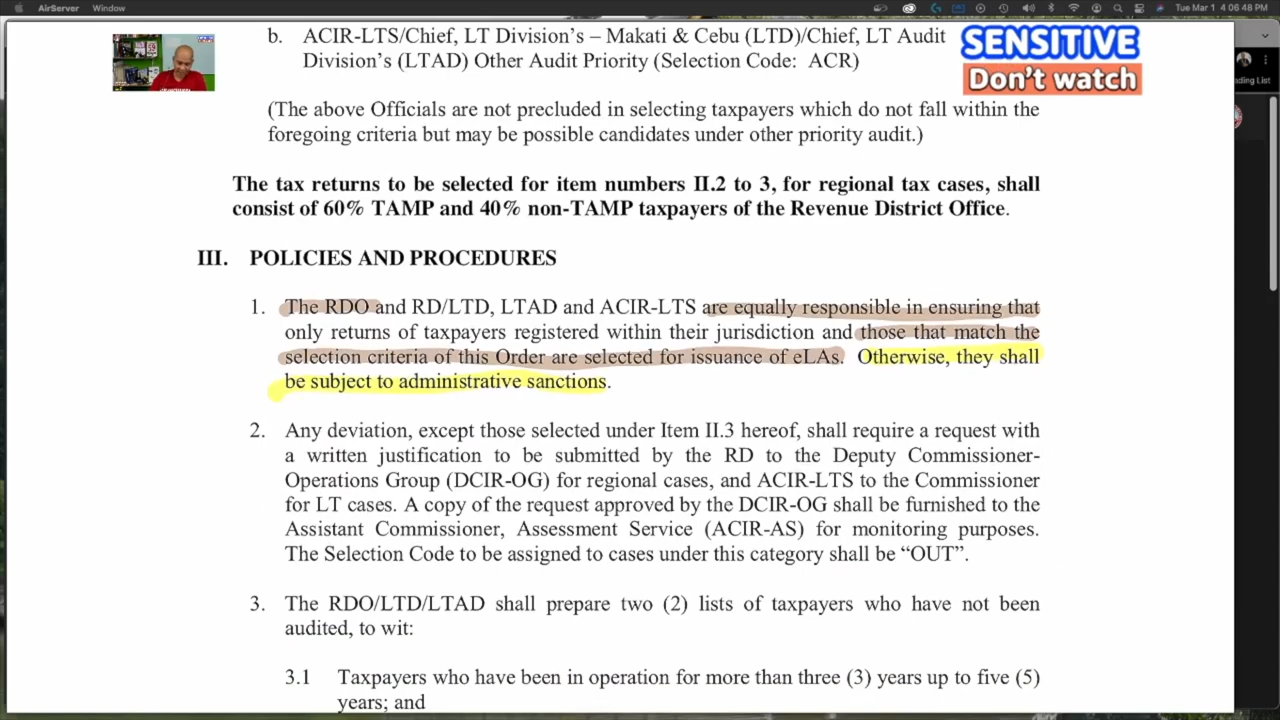 AirServer Window
Tue Mar 1 4:06:48 PM
b. ACIR-LTS/Chief, LT Division's – Makati & Cebu (LTD)/Chief, LT Audit
Division's (LTAD) Other Audit Priority (Selection Code: ACR)
SENSITIVE
Don't watch
ding List
(The above Officials are not precluded in selecting taxpayers which do not fall within the
foregoing criteria but may be possible candidates under other priority audit.)
The tax returns to be selected for item numbers II.2 to 3, for regional tax cases, shall
consist of 60% TAMP and 40% non-TAMP taxpayers of the Revenue District Office.
III. POLICIES AND PROCEDURES
1. The RDO and RD/LTD, LTAD and ACIR-LTS are equally responsible in ensuring that
only returns of taxpayers registered within their jurisdiction and those that match the
selection criteria of this Order are selected for issuance of eLAs. Otherwise, they shall
be subject to administrative sanctions.
2. Any deviation, except those selected under Item II.3 hereof, shall require a request with
a written justification to be submitted by the RD to the Deputy Commissioner-
Operations Group (DCIR-OG) for regional cases, and ACIR-LTS to the Commissioner
for LT cases. A copy of the request approved by the DCIR-OG shall be furnished to the
Assistant Commissioner, Assessment Service (ACIR-AS) for monitoring purposes.
The Selection Code to be assigned to cases under this category shall be “OUT”.
3. The RDO/LTD/LTAD shall prepare two (2) lists of taxpayers who have not been
audited, to wit:
3.1 Taxpayers who have been in operation for more than three (3) years up to five (5)
years; and